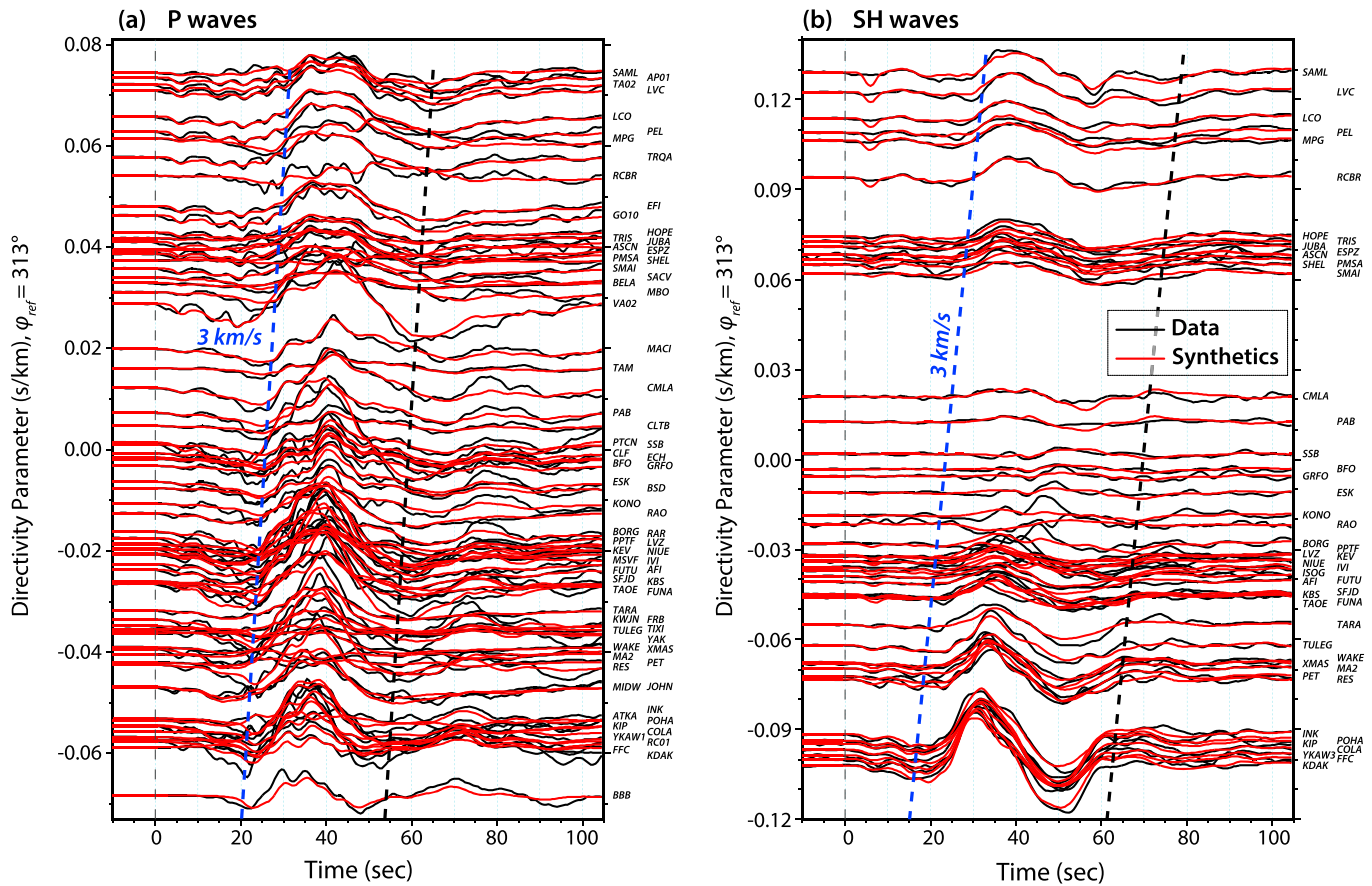 (a) P waves
Directivity Parameter (s/km), φref = 313°
0.08
0.06
0.04
0.02
0.00
-0.02
-0.04
-0.06
3 km/s
SAML
AP01
TA02
LVC
LCO
PEL
MPG
TRQA
RCBR
EFI
GO10
HOPE
TRIS
JUBA
ASCN
ESPZ
PMSA
SHEL
SMAI
SACV
BELA
MBO
VA02
MACI
TAM
CMLA
PAB
CLTB
PTCN
SSB
CLF
ECH
BFO
GRFO
ESK
BSD
KONO
RAO
BORG
RAR
PPTF
LVZ
KEV
NIUE
MSVF
IVI
FUTU
AFI
SFJD
KBS
TAOE
FUNA
TARA
KWJN
FRB
TULEG
TIXI
YAK
WAKE
XMAS
MA2
RES
PET
MIDW
JOHN
INK
ATKA
POHA
KIP
COLA
YKAW1
RC01
FFC
KDAK
BBB
0
20
40
60
80
100
Time (sec)
(b) SH waves
Directivity Parameter (s/km), φref = 313°
0.12
0.09
0.06
0.03
0.00
-0.03
-0.06
-0.09
-0.12
3 km/s
Data
Synthetics
SAML
LVC
LCO
PEL
MPG
RCBR
HOPE
TRIS
JUBA
ESPZ
ASCN
PMSA
SHEL
SMAI
CMLA
PAB
SSB
BFO
GRFO
ESK
KONO
RAO
BORG
PPTF
LVZ
KEV
NIUE
IVI
ISOG
AFI
FUTU
KBS
SFJD
TAOE
FUNA
TARA
TULEG
WAKE
XMAS
MA2
PET
RES
INK
POHA
KIP
COLA
YKAW3
FFC
KDAK
0
20
40
60
80
100
Time (sec)